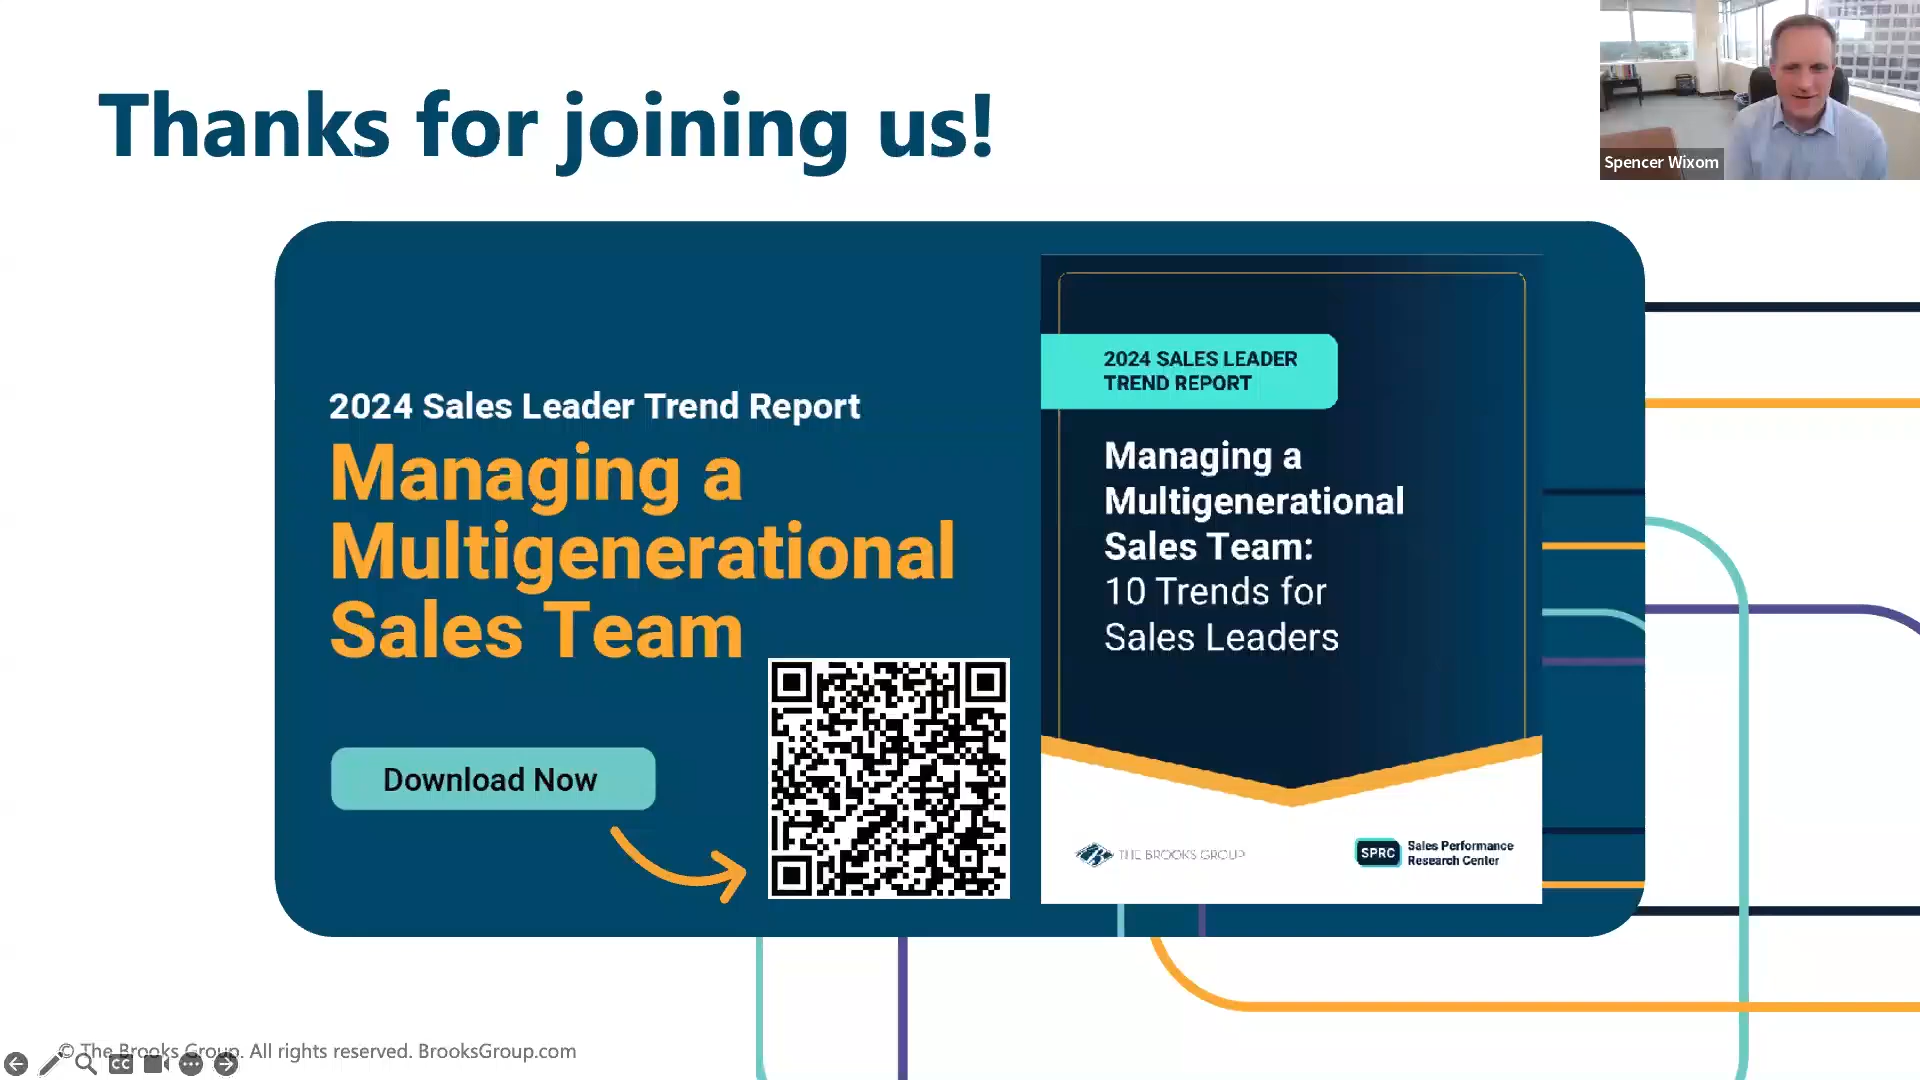 Thanks for joining us!
Spencer Wixom
2024 Sales Leader Trend Report
Managing a
Multigenerational
Sales Team
Download Now
2024 SALES LEADER
TREND REPORT
Managing a
Multigenerational
Sales Team:
10 Trends for
Sales Leaders
THE BROOKS GROUP
SPRC
Sales Performance
Research Center
© The Brooks Group. All rights reserved. BrooksGroup.com
CC